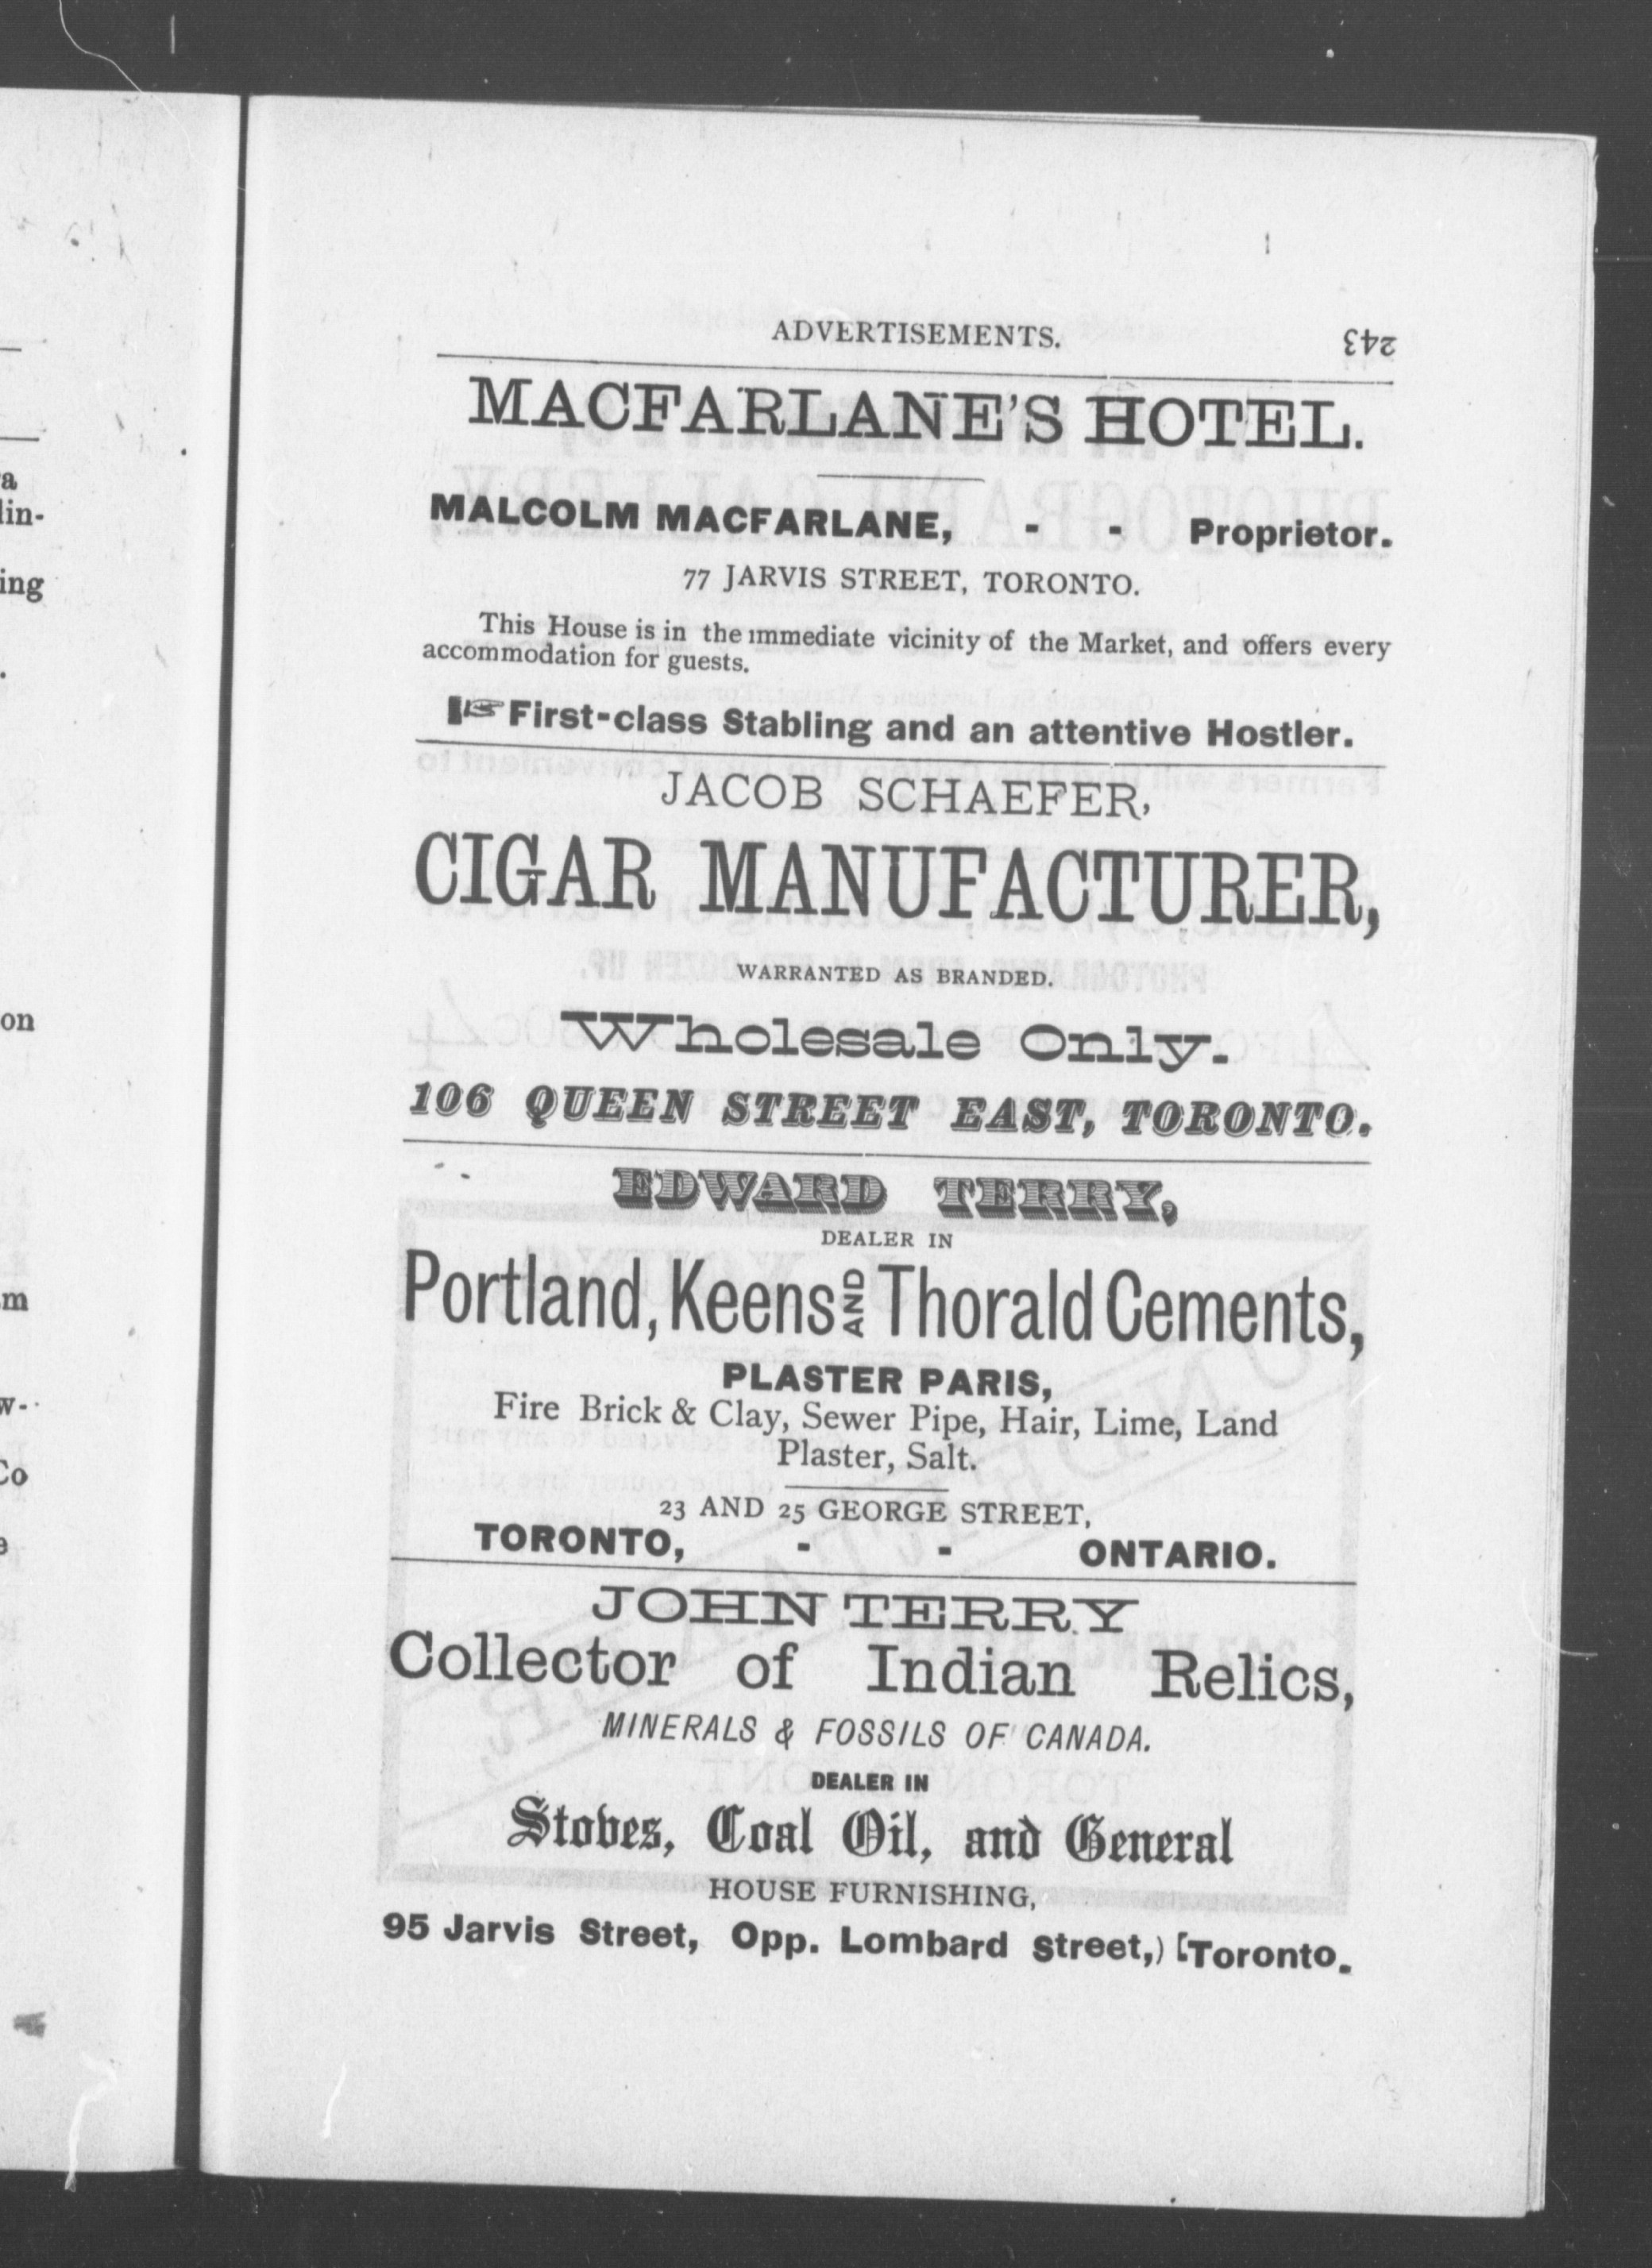 ADVERTISEMENTS. 243
MACFARLANE'S HOTEL.
MALCOLM MACFARLANE, - - Proprietor.
77 JARVIS STREET, TORONTO.
This House is in the immediate vicinity of the Market, and offers every
accommodation for guests.
☞ First-class Stabling and an attentive Hostler.
JACOB SCHAEFER,
CIGAR MANUFACTURER,
WARRANTED AS BRANDED.
Wholesale Only.
106 QUEEN STREET EAST, TORONTO.
EDWARD TERRY,
DEALER IN
Portland, Keens AND Thorald Cements,
PLASTER PARIS,
Fire Brick & Clay, Sewer Pipe, Hair, Lime, Land
Plaster, Salt.
23 AND 25 GEORGE STREET,
TORONTO, - - ONTARIO.
JOHN TERRY
Collector of Indian Relics,
MINERALS & FOSSILS OF CANADA.
DEALER IN
Stoves, Coal Oil, and General
HOUSE FURNISHING,
95 Jarvis Street, Opp. Lombard street,) [Toronto.